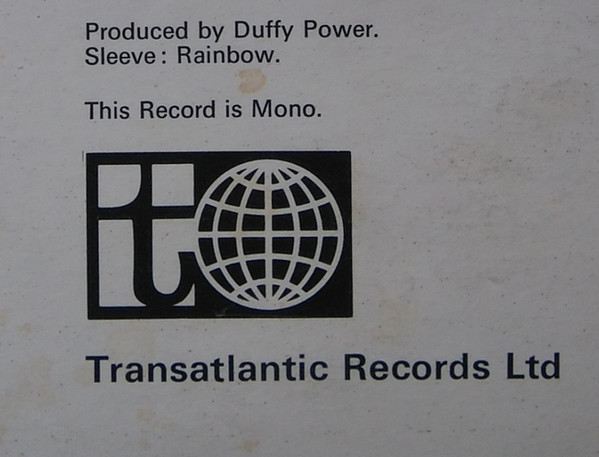 Produced by Duffy Power.
Sleeve: Rainbow.
This Record is Mono.
t
Transatlantic Records Ltd